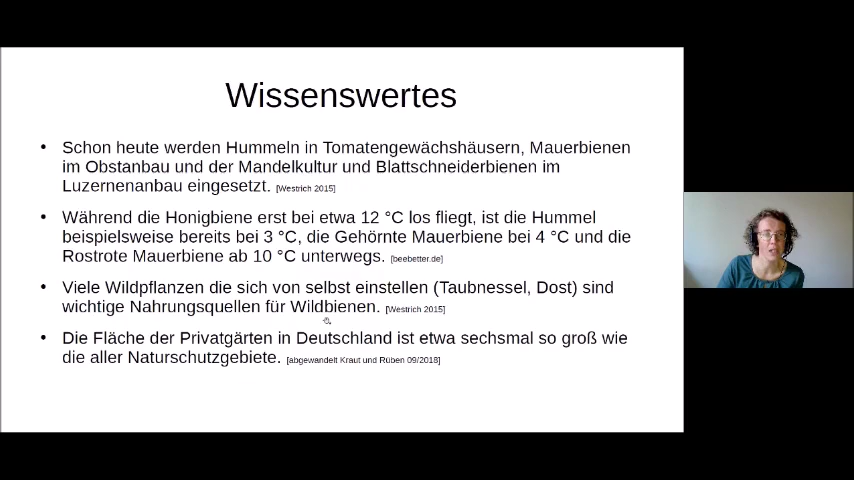 Wissenswertes
• Schon heute werden Hummeln in Tomatengewächshäusern, Mauerbienen
im Obstanbau und der Mandelkultur und Blattschneiderbienen im
Luzernenanbau eingesetzt. [Westrich 2015]
• Während die Honigbiene erst bei etwa 12 °C los fliegt, ist die Hummel
beispielsweise bereits bei 3 °C, die Gehörnte Mauerbiene bei 4 °C und die
Rostrote Mauerbiene ab 10 °C unterwegs. [beebetter.de]
• Viele Wildpflanzen die sich von selbst einstellen (Taubnessel, Dost) sind
wichtige Nahrungsquellen für Wildbienen. [Westrich 2015]
• Die Fläche der Privatgärten in Deutschland ist etwa sechsmal so groß wie
die aller Naturschutzgebiete. [abgewandelt Kraut und Rüben 09/2018]